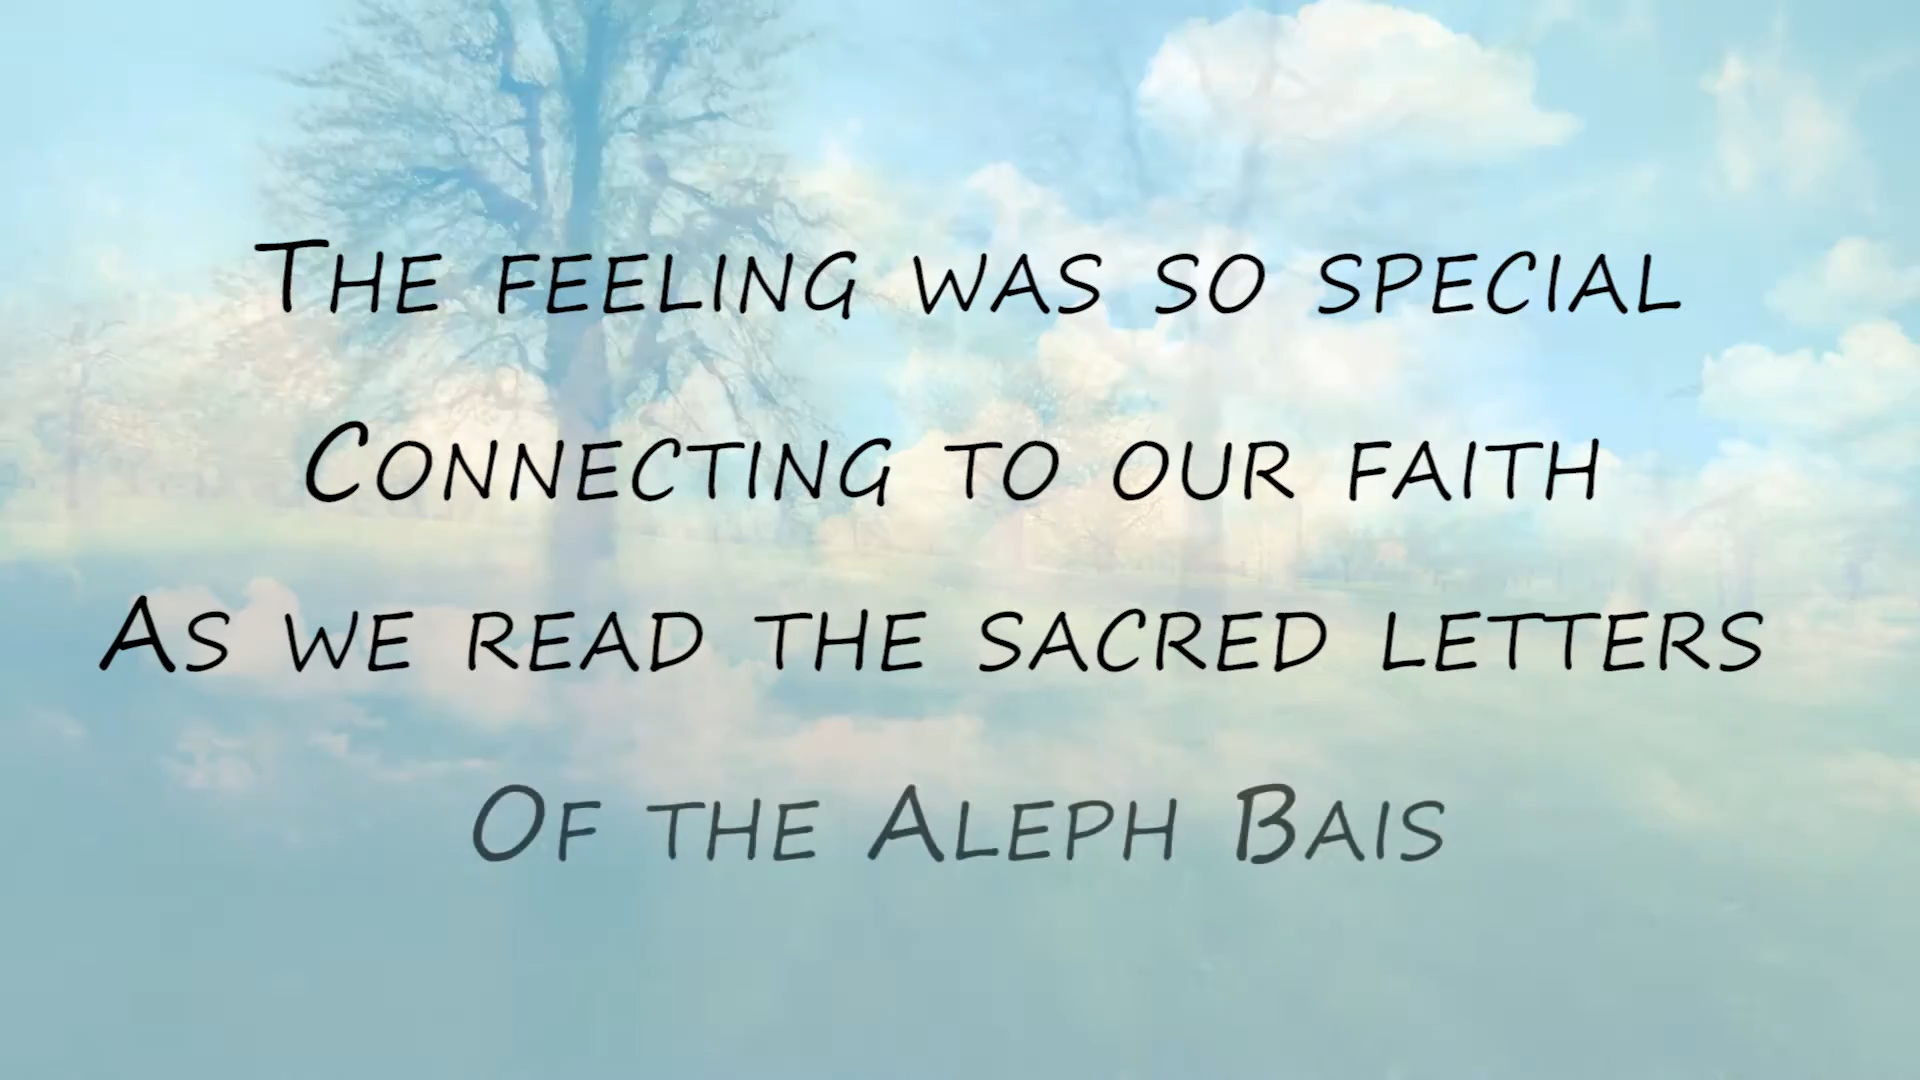 The feeling was so special
Connecting to our faith
As we read the sacred letters
Of the Aleph Bais